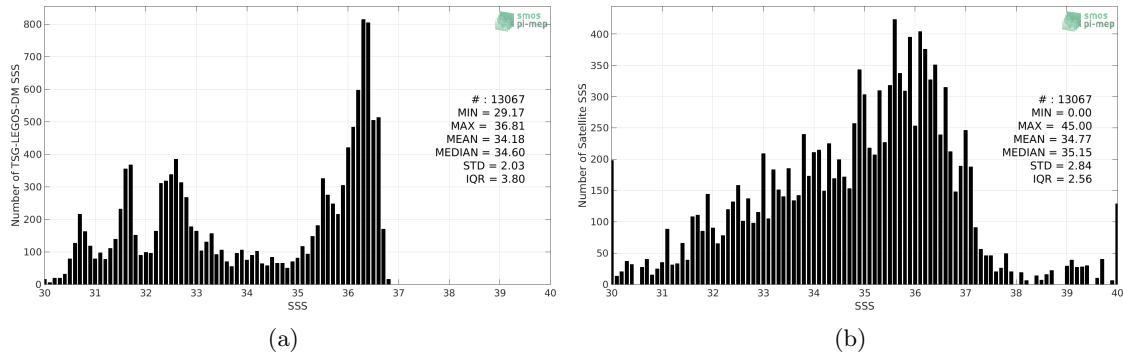 smos
pi-mep
Number of TSG-LEGOS-DM SSS
800
700
600
500
400
300
200
100
0
# : 13067
MIN = 29.17
MAX = 36.81
MEAN = 34.18
MEDIAN = 34.60
STD = 2.03
IQR = 3.80
30 31 32 33 34 35 36 37 38 39 40
SSS
(a)
smos
pi-mep
Number of Satellite SSS
400
350
300
250
200
150
100
50
0
# : 13067
MIN = 0.00
MAX = 45.00
MEAN = 34.77
MEDIAN = 35.15
STD = 2.84
IQR = 2.56
30 31 32 33 34 35 36 37 38 39 40
SSS
(b)